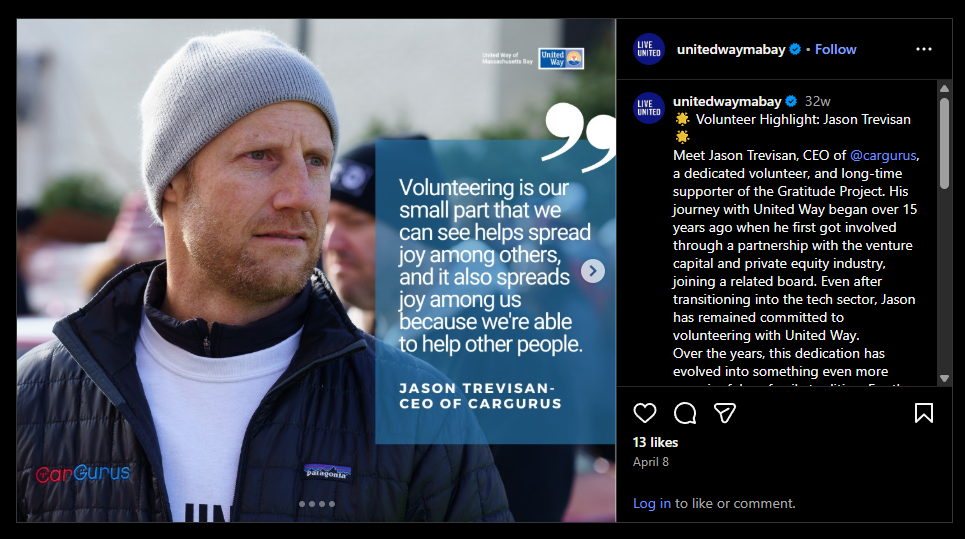 United Way of
Massachusetts Bay
United
Way
Volunteering is our
small part that we
can see helps spread
joy among others,
and it also spreads
joy among us
because we're able
to help other people.
JASON TREVISAN-
CEO OF CARGURUS
CarGurus
patagonia
UN
LIVE
UNITED
unitedwaymabay • Follow
LIVE
UNITED
unitedwaymabay 32w
🌟 Volunteer Highlight: Jason Trevisan
🌟
Meet Jason Trevisan, CEO of @cargurus,
a dedicated volunteer, and long-time
supporter of the Gratitude Project. His
journey with United Way began over 15
years ago when he first got involved
through a partnership with the venture
capital and private equity industry,
joining a related board. Even after
transitioning into the tech sector, Jason
has remained committed to
volunteering with United Way.
Over the years, this dedication has
evolved into something even more
13 likes
April 8
Log in to like or comment.